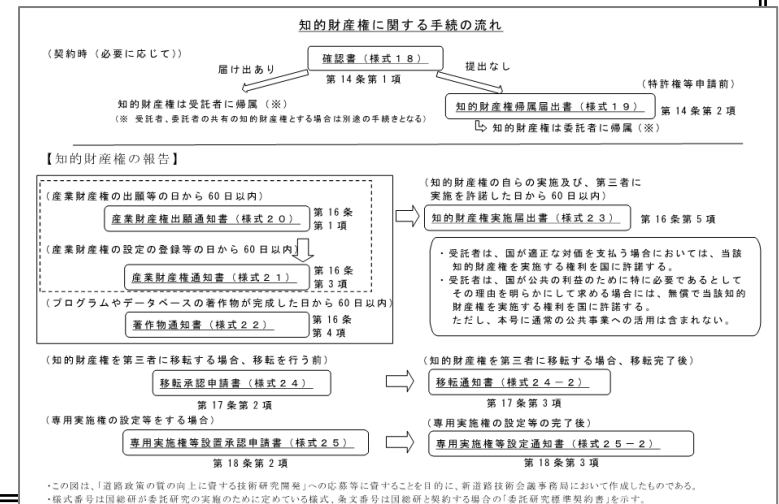 知的財産権に関する手続の流れ
(契約時(必要に応じて))
確認書(様式18)
届け出あり
提出なし
第14条第1項
(特許権等申請前)
知的財産権は受託者に帰属(※)
(※ 受託者、委託者の共有の知的財産権とする場合は別途の手続きとなる)
知的財産権帰属届出書(様式19)
第14条第2項
知的財産権は委託者に帰属(※)
【知的財産権の報告】
(産業財産権の出願等の日から60日以内)
産業財産権出願通知書(様式20)
第16条
第1項
(産業財産権の設定の登録等の日から60日以内)
産業財産権通知書(様式21)
第16条
第3項
(プログラムやデータベースの著作物が完成した日から60日以内)
著作物通知書(様式22)
第16条
第4項
(知的財産権の自らの実施及び、第三者に
実施を許諾した日から60日以内)
知的財産権実施届出書(様式23)
第16条第5項
・受託者は、国が適正な対価を支払う場合においては、当該
知的財産権を実施する権利を国に許諾する。
・受託者は、国が公共の利益のために特に必要であるとして
その理由を明らかにして求める場合には、無償で当該知的
財産権を実施する権利を国に許諾する。
ただし、本号に通常の公共事業への活用は含まれない。
(知的財産権を第三者に移転する場合、移転を行う前)
移転承認申請書(様式24)
第17条第2項
(知的財産権を第三者に移転する場合、移転完了後)
移転通知書(様式24-2)
第17条第3項
(専用実施権の設定等をする場合)
専用実施権等設置承認申請書(様式25)
第18条第2項
(専用実施権の設定等の完了後)
専用実施権等設定通知書(様式25-2)
第18条第3項
・この図は、「道路政策の質の向上に資する技術研究開発」への応募等に資することを目的に、新道路技術会議事務局において作成したものである。
・様式番号は国総研が委託研究の実施のために定めている様式、条文番号は国総研と契約する場合の「委託研究標準契約書」を示す。